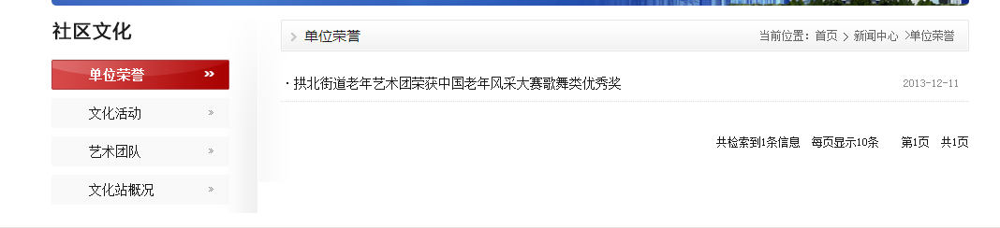 社区文化
单位荣誉 »
文化活动 »
艺术团队 »
文化站概况 »
> 单位荣誉
当前位置：首页 > 新闻中心 >单位荣誉
· 拱北街道老年艺术团荣获中国老年风采大赛歌舞类优秀奖 2013-12-11
共检索到1条信息 每页显示10条 第1页 共1页